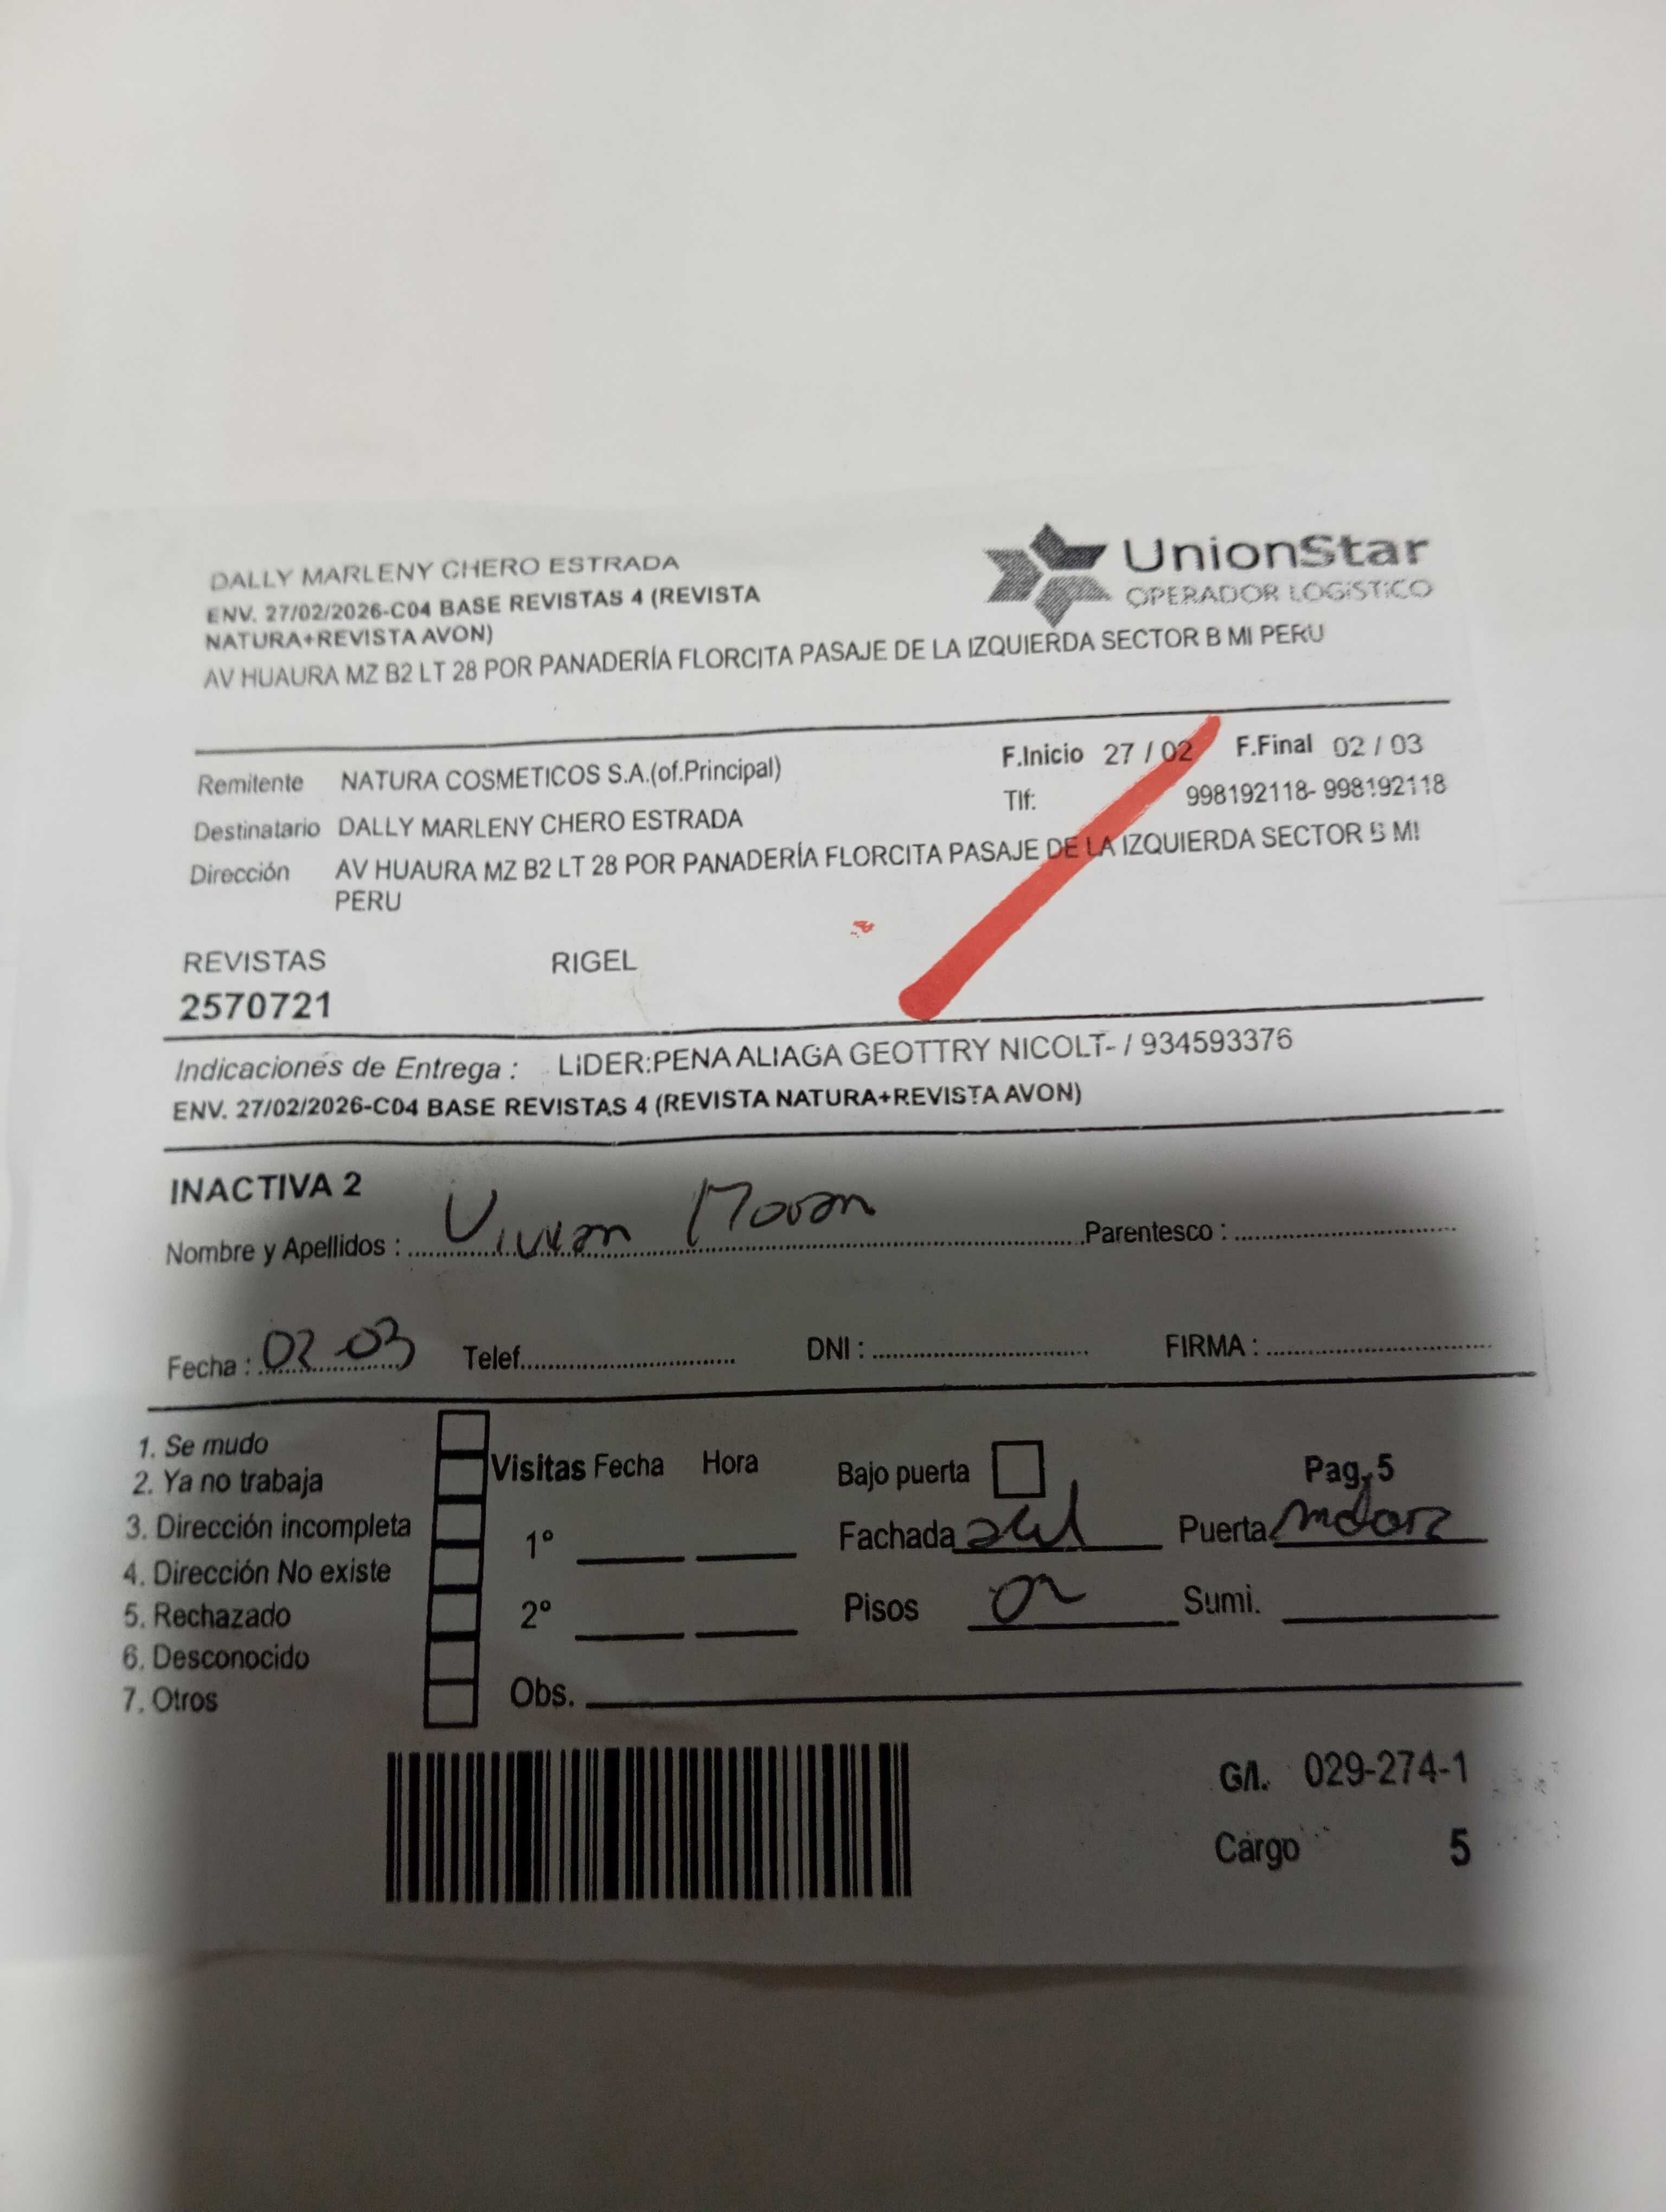 DALLY MARLENY CHERO ESTRADA
ENV. 27/02/2026-C04 BASE REVISTAS 4 (REVISTA
NATURA+REVISTA AVON)
AV HUAURA MZ B2 LT 28 POR PANADERÍA FLORCITA PASAJE DE LA IZQUIERDA SECTOR B MI PERU
UnionStar
OPERADOR LOGíSTICO
Remitente NATURA COSMETICOS S.A.(of.Principal)
F.Inicio 27 / 02 F.Final 02 / 03
Tlf: 998192118- 998192118
Destinatario DALLY MARLENY CHERO ESTRADA
Dirección AV HUAURA MZ B2 LT 28 POR PANADERÍA FLORCITA PASAJE DE LA IZQUIERDA SECTOR B MI
PERU
REVISTAS RIGEL
2570721
Indicaciones de Entrega : LIDER:PENA ALIAGA GEOTTRY NICOLT- / 934593376
ENV. 27/02/2026-C04 BASE REVISTAS 4 (REVISTA NATURA+REVISTA AVON)
INACTIVA 2
Nombre y Apellidos : Vivian Moran Parentesco :
Fecha : 02 03 Telef. DNI : FIRMA :
1. Se mudo
2. Ya no trabaja
3. Dirección incompleta
4. Dirección No existe
5. Rechazado
6. Desconocido
7. Otros
Visitas Fecha Hora
1º
2º
Obs.
Bajo puerta Pag. 5
Fachada Puerta
Pisos 02 Sumi.
G/I. 029-274-1
Cargo 5